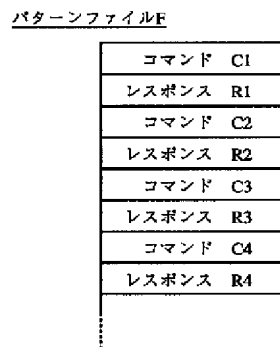 パターンファイルF
コマンド C1
レスポンス R1
コマンド C2
レスポンス R2
コマンド C3
レスポンス R3
コマンド C4
レスポンス R4